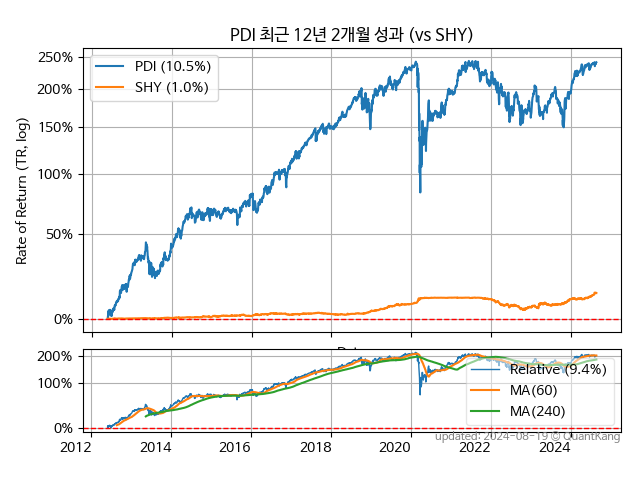 PDI 최근 12년 2개월 성과 (vs SHY)
Rate of Return (TR, log)
250%
200%
150%
100%
50%
0%
PDI (10.5%)
SHY (1.0%)
200%
100%
0%
Relative (9.4%)
MA(60)
MA(240)
2012 2014 2016 2018 2020 2022 2024
updated: 2024-08-19 © QuantKang